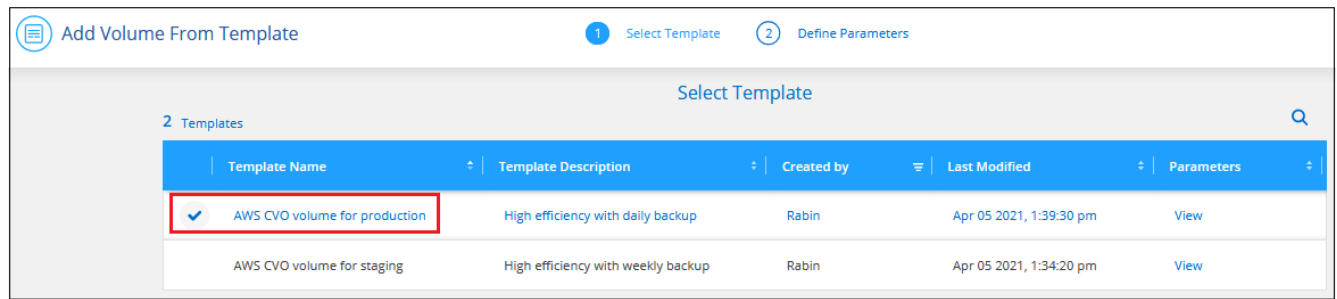 Add Volume From Template
1 Select Template 2 Define Parameters
Select Template
2 Templates
Template Name Template Description Created by Last Modified Parameters
AWS CVO volume for production High efficiency with daily backup Rabin Apr 05 2021, 1:39:30 pm View
AWS CVO volume for staging High efficiency with weekly backup Rabin Apr 05 2021, 1:34:20 pm View